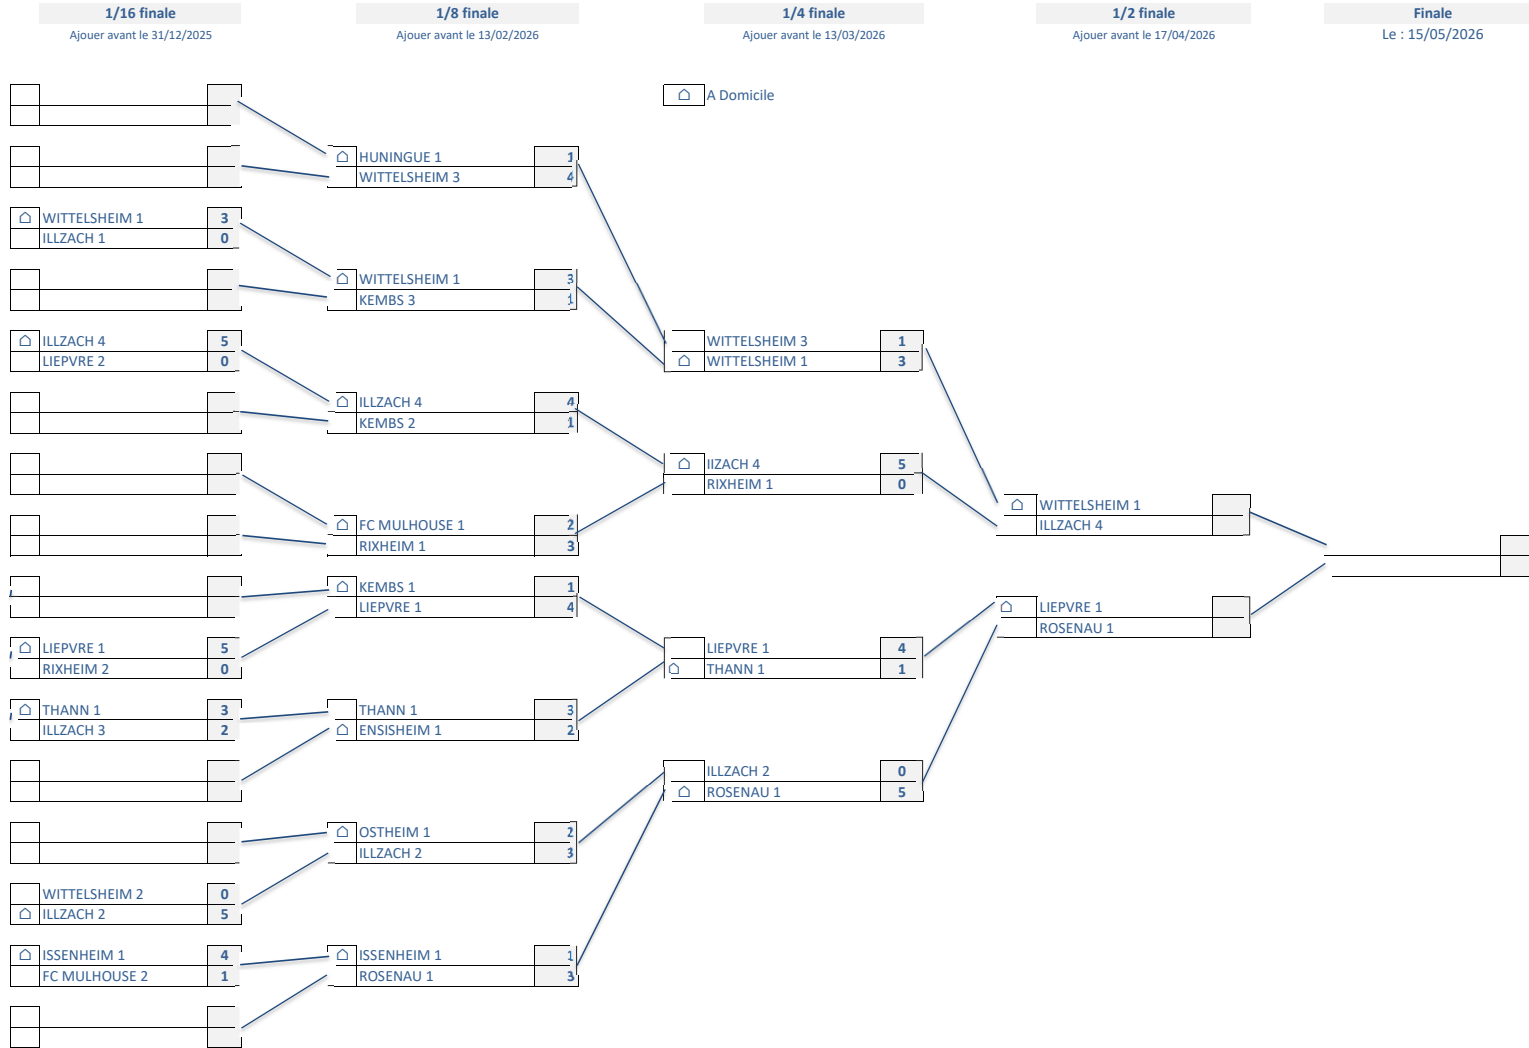 1/16 finale
Ajouer avant le 31/12/2025
1/8 finale
Ajouer avant le 13/02/2026
1/4 finale
Ajouer avant le 13/03/2026
1/2 finale
Ajouer avant le 17/04/2026
Finale
Le : 15/05/2026
A Domicile
WITTELSHEIM 1 3
ILLZACH 1 0
ILLZACH 4 5
LIEPVRE 2 0
LIEPVRE 1 5
RIXHEIM 2 0
THANN 1 3
ILLZACH 3 2
WITTELSHEIM 2 0
ILLZACH 2 5
ISSENHEIM 1 4
FC MULHOUSE 2 1
HUNINGUE 1 1
WITTELSHEIM 3 4
WITTELSHEIM 1 3
KEMBS 3 1
ILLZACH 4 4
KEMBS 2 1
FC MULHOUSE 1 2
RIXHEIM 1 3
KEMBS 1 1
LIEPVRE 1 4
THANN 1 3
ENSISHEIM 1 2
OSTHEIM 1 2
ILLZACH 2 3
ISSENHEIM 1 1
ROSENAU 1 3
WITTELSHEIM 3 1
WITTELSHEIM 1 3
IIZACH 4 5
RIXHEIM 1 0
LIEPVRE 1 4
THANN 1 1
ILLZACH 2 0
ROSENAU 1 5
WITTELSHEIM 1
ILLZACH 4
LIEPVRE 1
ROSENAU 1